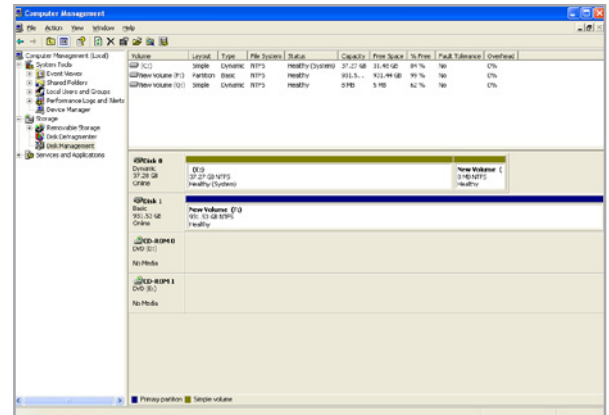 Computer Management
File Action View Window Help
Computer Management (Local)
System Tools
Event Viewer
Shared Folders
Local Users and Groups
Performance Logs and Alerts
Device Manager
Storage
Removable Storage
Disk Defragmenter
Disk Management
Services and Applications
Volume Layout Type File System Status Capacity Free Space % Free Fault Tolerance Overhead
(C:) Simple Dynamic NTFS Healthy (System) 37.27 GB 31.48 GB 84 % No 0%
New Volume (F:) Partition Basic NTFS Healthy 931.5... 931.44 GB 99 % No 0%
New Volume (G:) Simple Dynamic NTFS Healthy 8 MB 5 MB 62 % No 0%
Disk 0
Dynamic
37.28 GB
Online
(C:)
37.27 GB NTFS
Healthy (System)
New Volume (
8 MB NTFS
Healthy
Disk 1
Basic
931.53 GB
Online
New Volume (F:)
931.53 GB NTFS
Healthy
CD-ROM 0
DVD (D:)
No Media
CD-ROM 1
DVD (E:)
No Media
Primary partition Simple volume